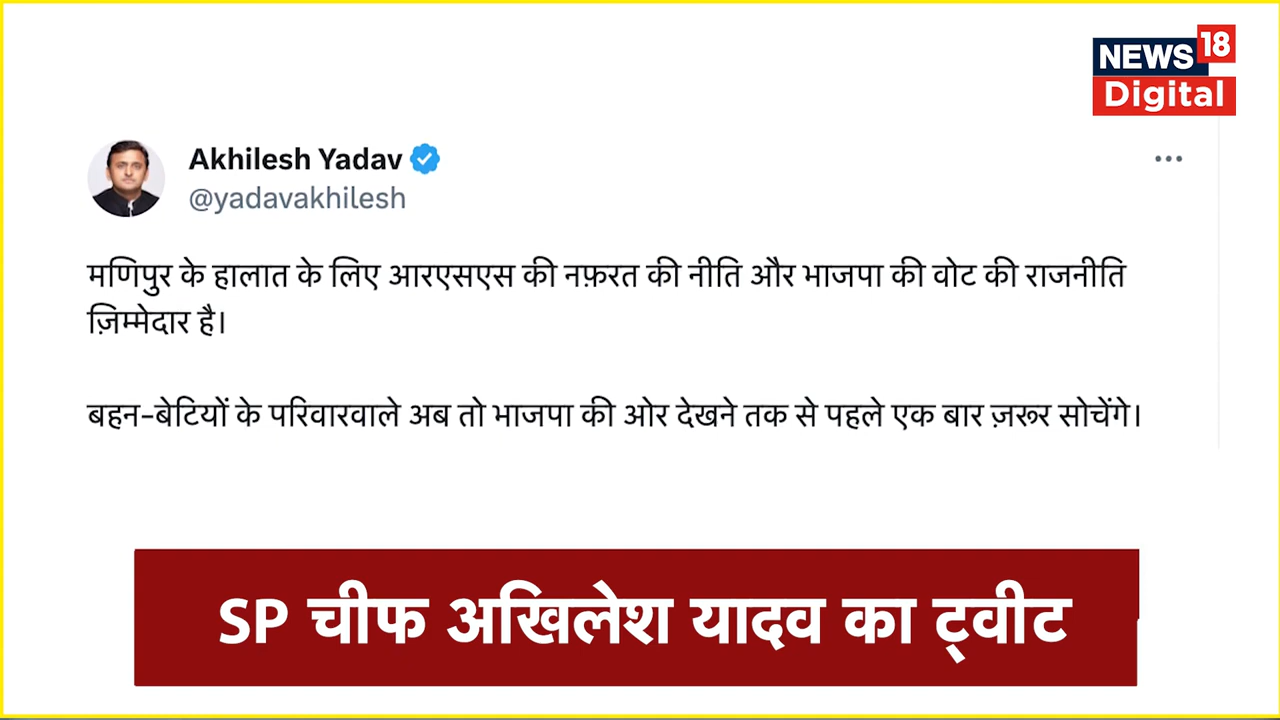 NEWS 18
Digital
Akhilesh Yadav
@yadavakhilesh
मणिपुर के हालात के लिए आरएसएस की नफ़रत की नीति और भाजपा की वोट की राजनीति
ज़िम्मेदार है।
बहन-बेटियों के परिवारवाले अब तो भाजपा की ओर देखने तक से पहले एक बार ज़रूर सोचेंगे।
SP चीफ अखिलेश यादव का ट्वीट